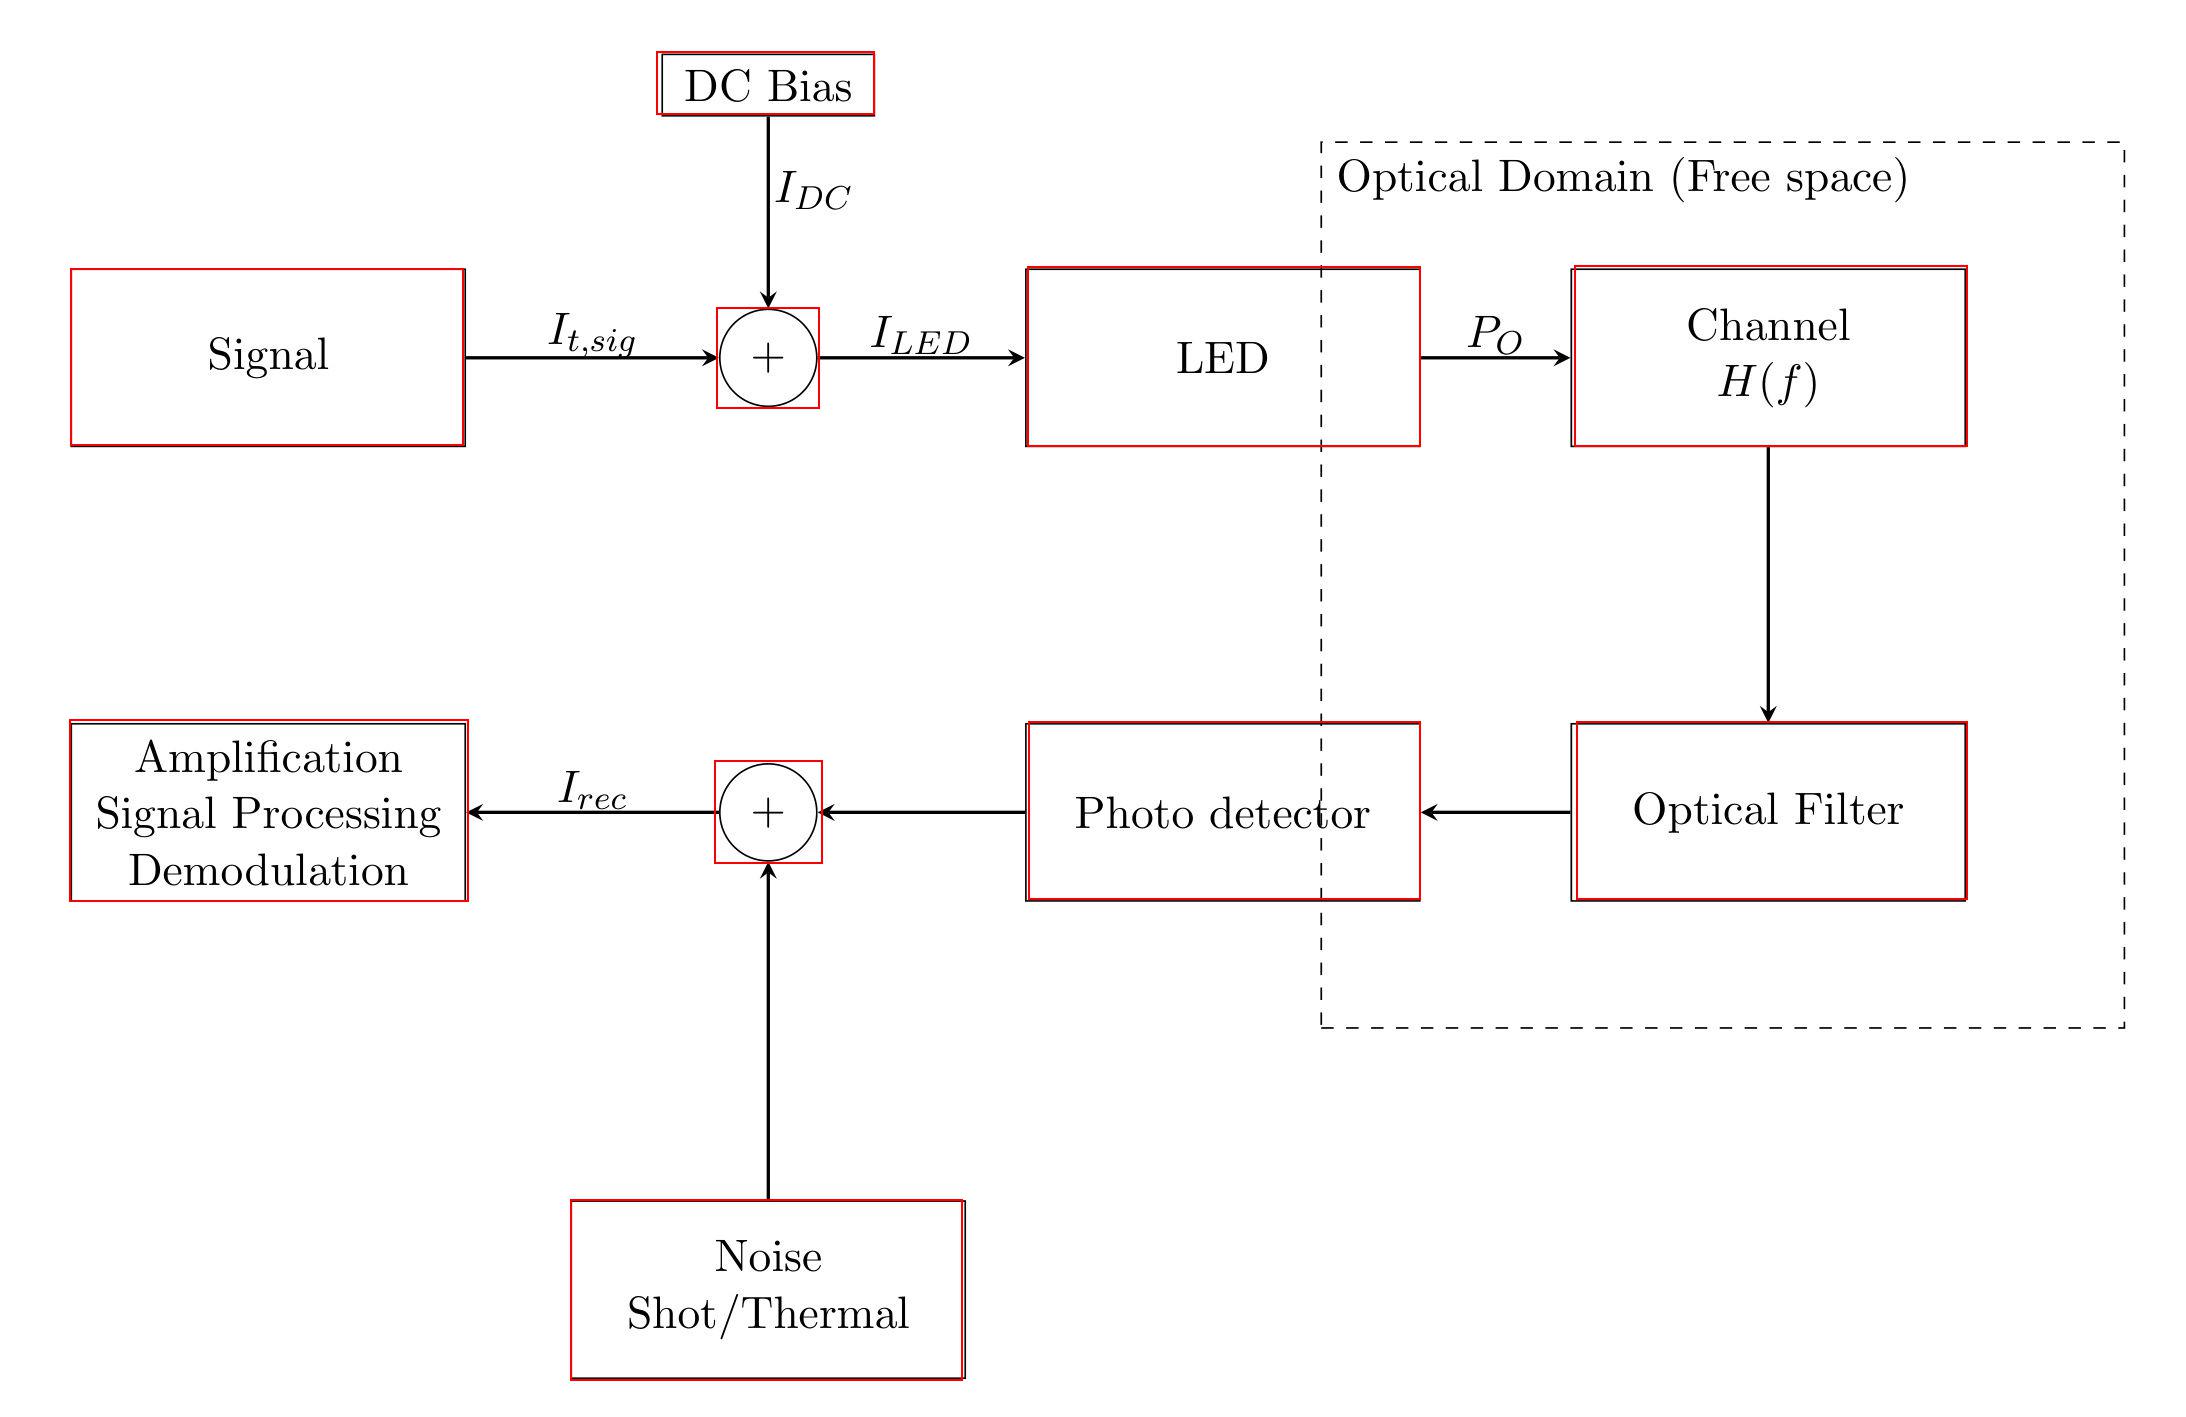 DC Bias
I_{DC}
Optical Domain (Free space)
Signal
I_{t,sig}
+
I_{LED}
LED
P_O
Channel
H(f)
Amplification
Signal Processing
Demodulation
I_{rec}
+
Photo detector
Optical Filter
Noise
Shot/Thermal